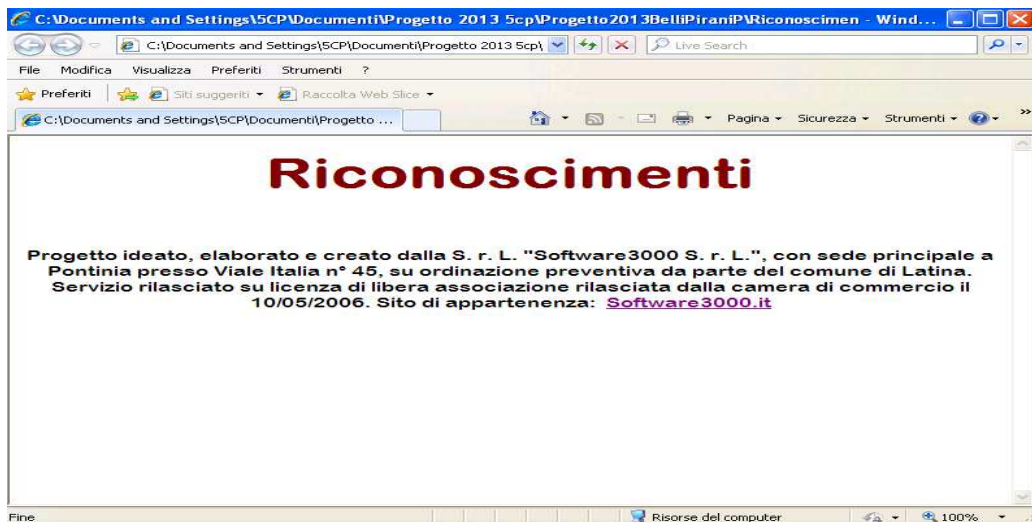 C:\Documents and Settings\5CP\Documenti\Progetto 2013 5cp\Progetto2013BelliPiraniP\Riconoscimen - Wind...
C:\Documents and Settings\5CP\Documenti\Progetto 2013 5cp\
Live Search
File Modifica Visualizza Preferiti Strumenti ?
Preferiti Siti suggeriti Raccolta Web Slice
C:\Documents and Settings\5CP\Documenti\Progetto ... Pagina Sicurezza Strumenti »
Riconoscimenti
Progetto ideato, elaborato e creato dalla S. r. L. "Software3000 S. r. L.", con sede principale a
Pontinia presso Viale Italia n° 45, su ordinazione preventiva da parte del comune di Latina.
Servizio rilasciato su licenza di libera associazione rilasciata dalla camera di commercio il
10/05/2006. Sito di appartenenza: Software3000.it
Fine Risorse del computer 100%